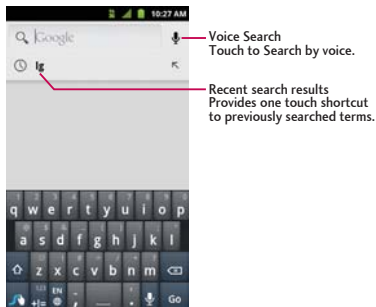 10:27 AM
Google
lg
Voice Search
Touch to Search by voice.
Recent search results
Provides one touch shortcut
to previously searched terms.
q w e r t y u i o p
a s d f g h j k l
z x c v b n m
123
+!=
EN
, . Go